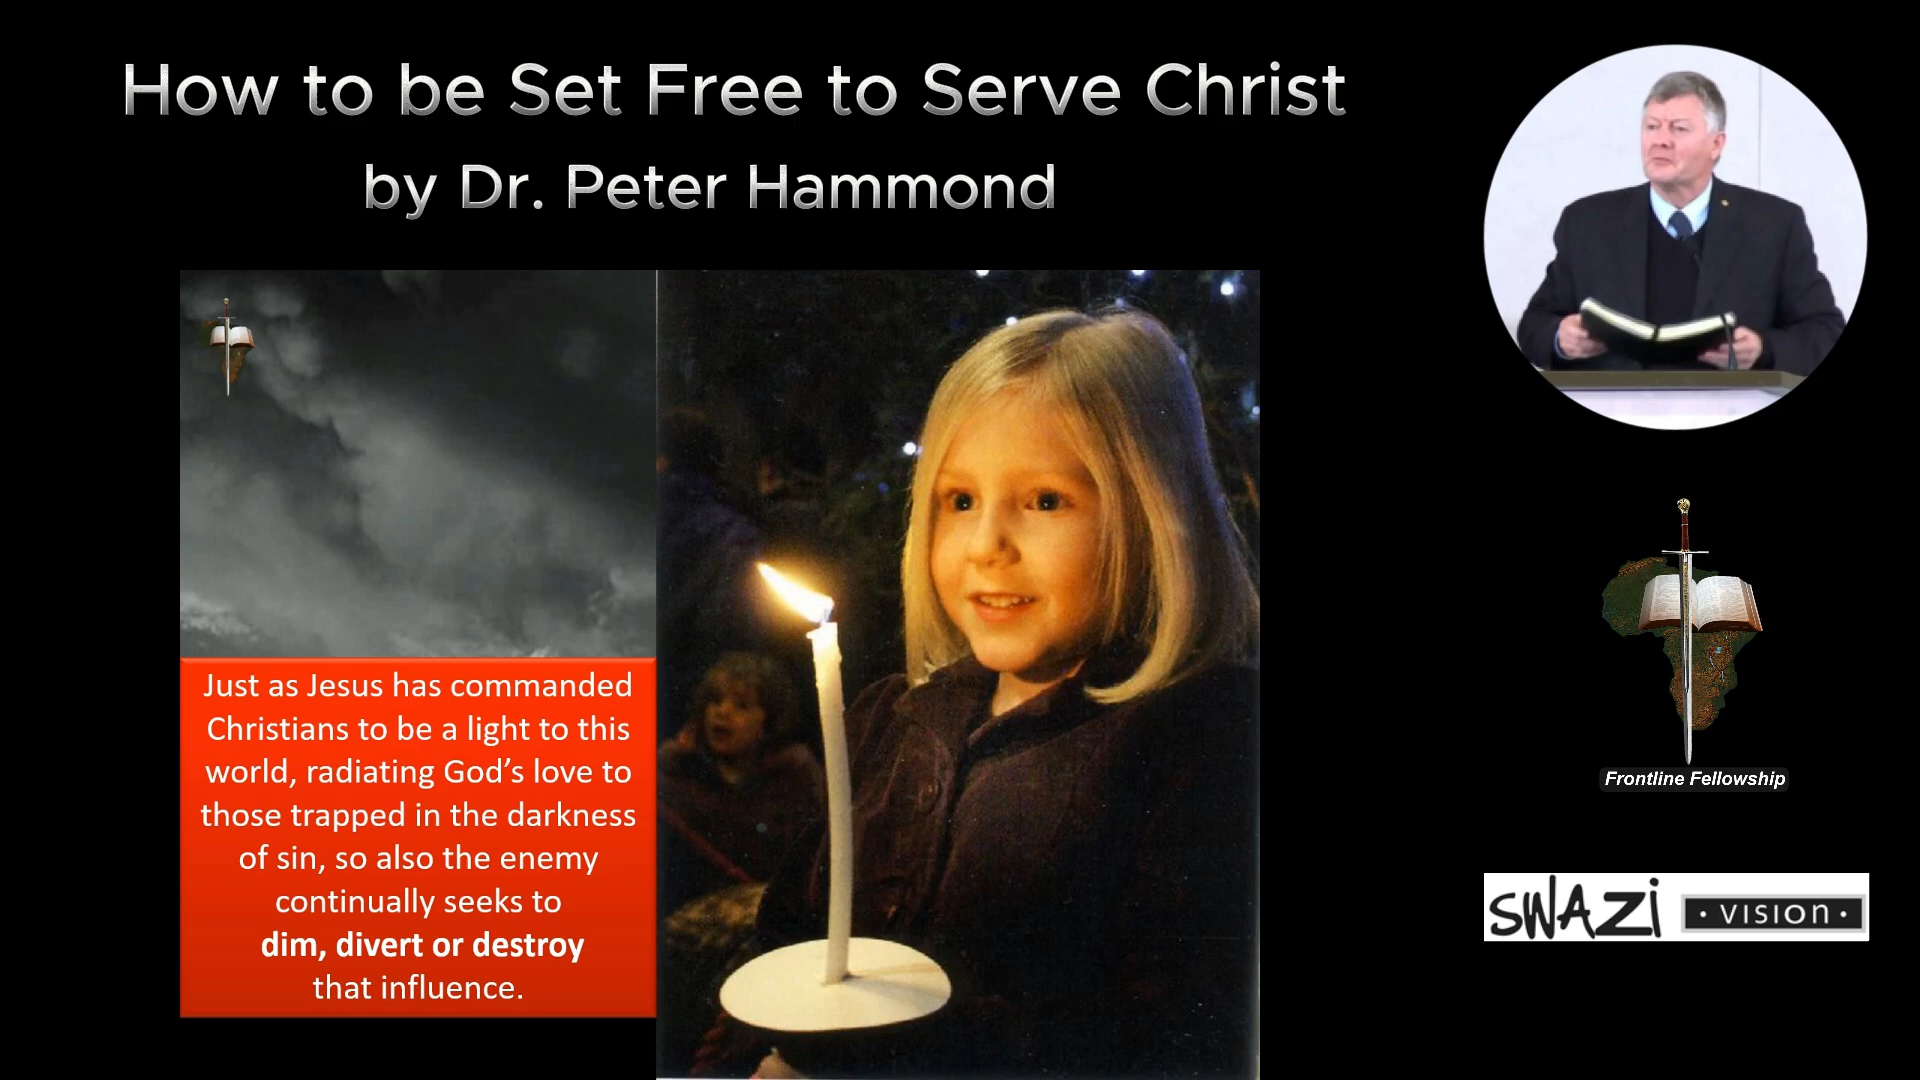 How to be Set Free to Serve Christ
by Dr. Peter Hammond
Just as Jesus has commanded
Christians to be a light to this
world, radiating God’s love to
those trapped in the darkness
of sin, so also the enemy
continually seeks to
dim, divert or destroy
that influence.
Frontline Fellowship
SWAZi
• VISION •